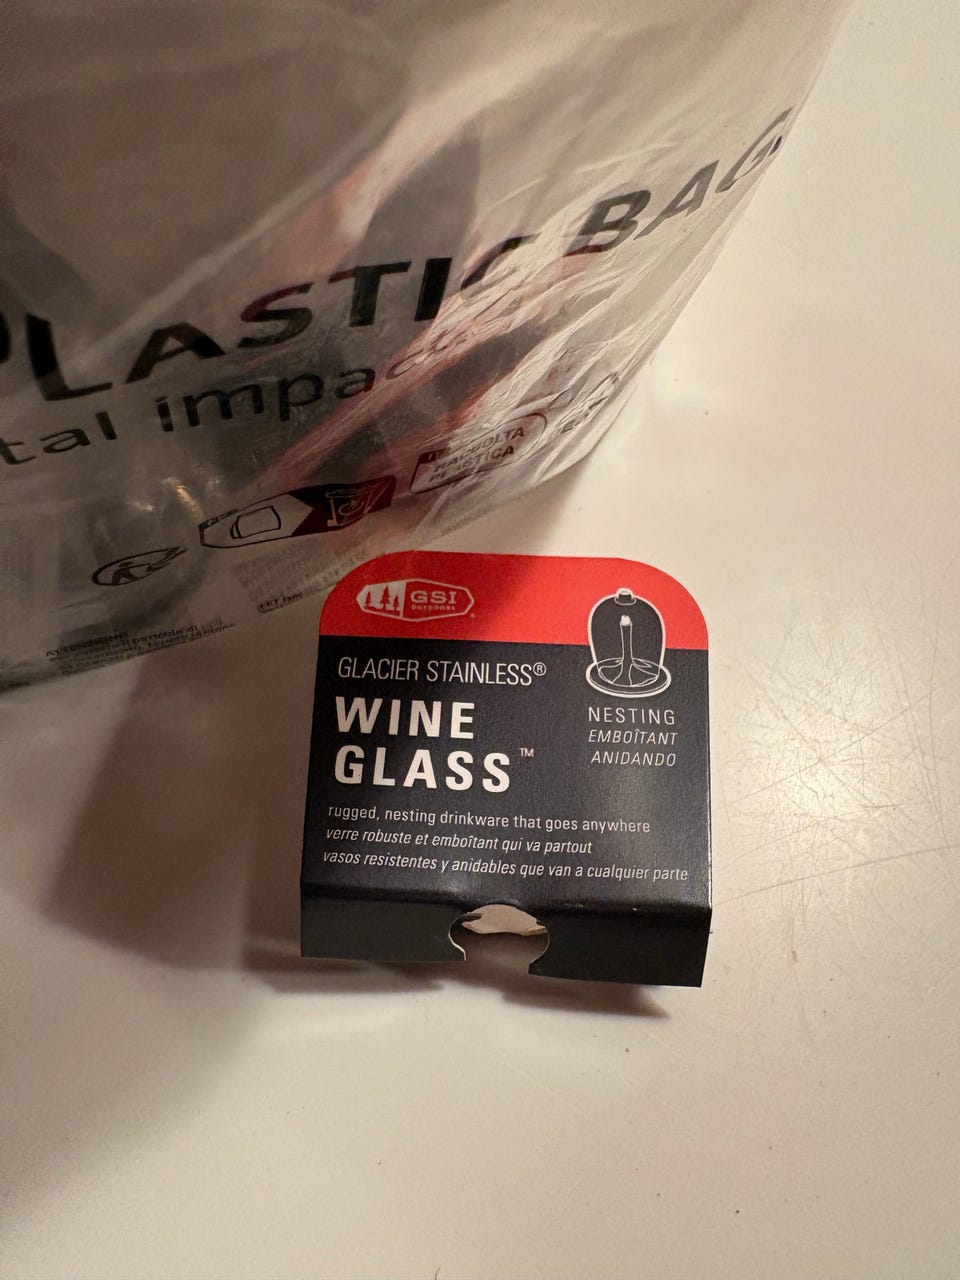 PLASTIC BAG
tal impac
RACCOLTA
PLASTICA
GSI
OUTDOORS
GLACIER STAINLESS®
WINE
GLASS™
NESTING
EMBOÎTANT
ANIDANDO
rugged, nesting drinkware that goes anywhere
verre robuste et emboîtant qui va partout
vasos resistentes y anidables que van a cualquier parte